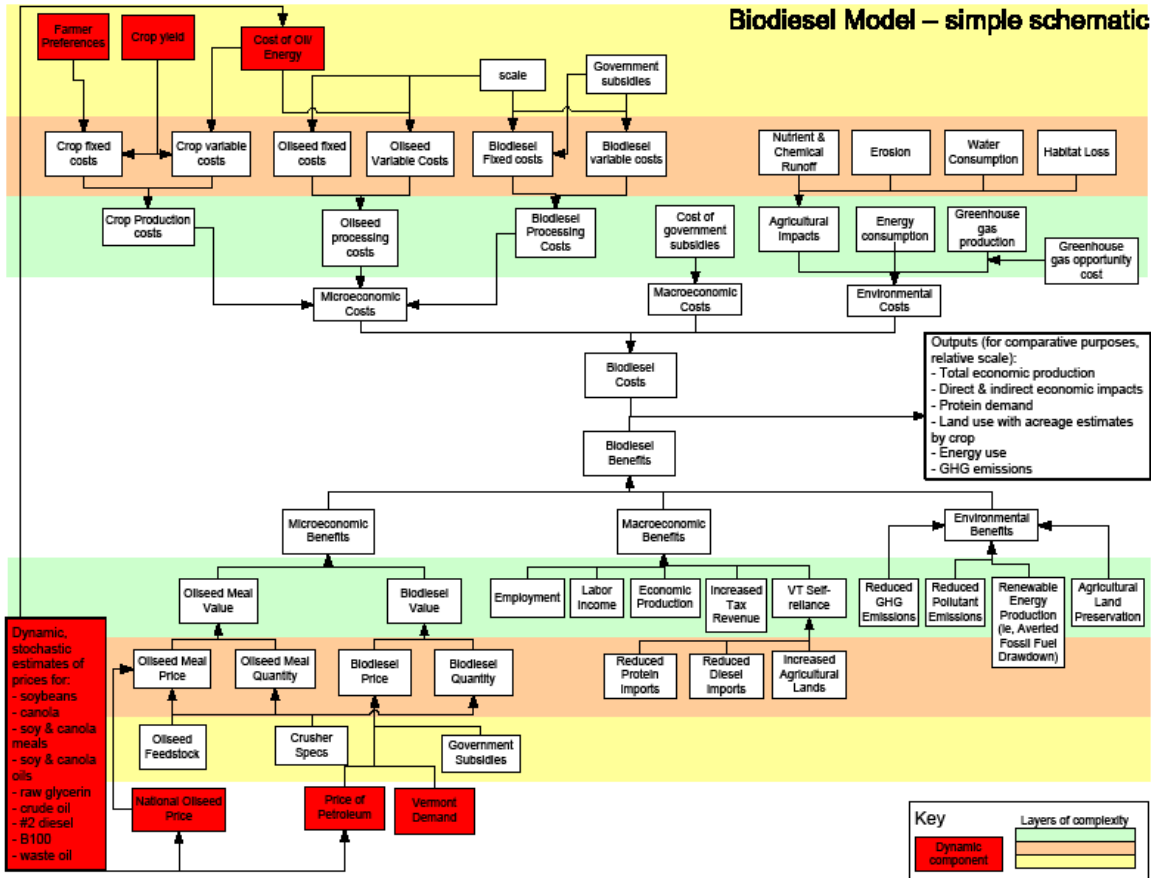 Biodiesel Model – simple schematic
Farmer
Preferences
Crop yield
Cost of Oil/
Energy
scale
Government
subsidies
Crop fixed
costs
Crop variable
costs
Oilseed fixed
costs
Oilseed
Variable Costs
Biodiesel
Fixed costs
Biodiesel
variable costs
Nutrient &
Chemical
Runoff
Erosion
Water
Consumption
Habitat Loss
Crop Production
costs
Oilseed
processing
costs
Biodiesel
Processing
Costs
Cost of
government
subsidies
Agricultural
Impacts
Energy
consumption
Greenhouse
gas
production
Greenhouse
gas opportunity
cost
Microeconomic
Costs
Macroeconomic
Costs
Environmental
Costs
Biodiesel
Costs
Outputs (for comparative purposes,
relative scale):
- Total economic production
- Direct & indirect economic impacts
- Protein demand
- Land use with acreage estimates
by crop
- Energy use
- GHG emissions
Biodiesel
Benefits
Microeconomic
Benefits
Macroeconomic
Benefits
Environmental
Benefits
Oilseed Meal
Value
Biodiesel
Value
Employment
Labor
Income
Economic
Production
Increased
Tax
Revenue
VT Self-
reliance
Reduced
GHG
Emissions
Reduced
Pollutant
Emissions
Renewable
Energy
Production
(ie, Averted
Fossil Fuel
Drawdown)
Agricultural
Land
Preservation
Dynamic,
stochastic
estimates of
prices for:
- soybeans
- canola
- soy & canola
meals
- soy & canola
oils
- raw glycerin
- crude oil
- #2 diesel
- B100
- waste oil
Oilseed Meal
Price
Oilseed Meal
Quantity
Biodiesel
Price
Biodiesel
Quantity
Reduced
Protein
Imports
Reduced
Diesel
Imports
Increased
Agricultural
Lands
Oilseed
Feedstock
Crusher
Specs
Government
Subsidies
National Oilseed
Price
Price of
Petroleum
Vermont
Demand
Key
Layers of complexity
Dynamic
component